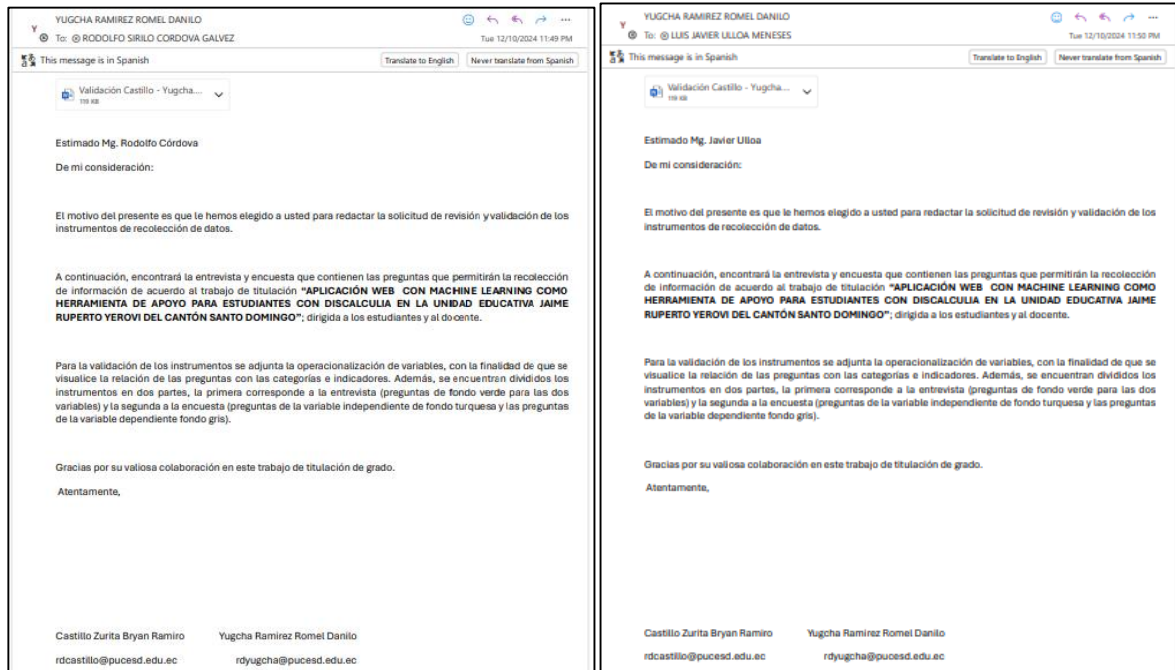 YUGCHA RAMIREZ ROMEL DANILO
Y
To: RODOLFO SIRILO CORDOVA GALVEZ
Tue 12/10/2024 11:49 PM
This message is in Spanish
Translate to English
Never translate from Spanish
Validación Castillo - Yugcha....
119 KB
Estimado Mg. Rodolfo Córdova
De mi consideración:
El motivo del presente es que le hemos elegido a usted para redactar la solicitud de revisión y validación de los
instrumentos de recolección de datos.
A continuación, encontrará la entrevista y encuesta que contienen las preguntas que permitirán la recolección
de información de acuerdo al trabajo de titulación "APLICACIÓN WEB CON MACHINE LEARNING COMO
HERRAMIENTA DE APOYO PARA ESTUDIANTES CON DISCALCULIA EN LA UNIDAD EDUCATIVA JAIME
RUPERTO YEROVI DEL CANTÓN SANTO DOMINGO"; dirigida a los estudiantes y al docente.
Para la validación de los instrumentos se adjunta la operacionalización de variables, con la finalidad de que se
visualice la relación de las preguntas con las categorías e indicadores. Además, se encuentran divididos los
instrumentos en dos partes, la primera corresponde a la entrevista (preguntas de fondo verde para las dos
variables) y la segunda a la encuesta (preguntas de la variable independiente de fondo turquesa y las preguntas
de la variable dependiente fondo gris).
Gracias por su valiosa colaboración en este trabajo de titulación de grado.
Atentamente,
Castillo Zurita Bryan Ramiro Yugcha Ramirez Romel Danilo
rdcastillo@pucesd.edu.ec rdyugcha@pucesd.edu.ec
YUGCHA RAMIREZ ROMEL DANILO
Y
To: LUIS JAVIER ULLOA MENESES
Tue 12/10/2024 11:50 PM
This message is in Spanish
Translate to English
Never translate from Spanish
Validación Castillo - Yugcha...
119 KB
Estimado Mg. Javier Ulloa
De mi consideración:
El motivo del presente es que le hemos elegido a usted para redactar la solicitud de revisión y validación de los
instrumentos de recolección de datos.
A continuación, encontrará la entrevista y encuesta que contienen las preguntas que permitirán la recolección
de información de acuerdo al trabajo de titulación "APLICACIÓN WEB CON MACHINE LEARNING COMO
HERRAMIENTA DE APOYO PARA ESTUDIANTES CON DISCALCULIA EN LA UNIDAD EDUCATIVA JAIME
RUPERTO YEROVI DEL CANTÓN SANTO DOMINGO"; dirigida a los estudiantes y al docente.
Para la validación de los instrumentos se adjunta la operacionalización de variables, con la finalidad de que se
visualice la relación de las preguntas con las categorías e indicadores. Además, se encuentran divididos los
instrumentos en dos partes, la primera corresponde a la entrevista (preguntas de fondo verde para las dos
variables) y la segunda a la encuesta (preguntas de la variable independiente de fondo turquesa y las preguntas
de la variable dependiente fondo gris).
Gracias por su valiosa colaboración en este trabajo de titulación de grado.
Atentamente,
Castillo Zurita Bryan Ramiro Yugcha Ramirez Romel Danilo
rdcastillo@pucesd.edu.ec rdyugcha@pucesd.edu.ec